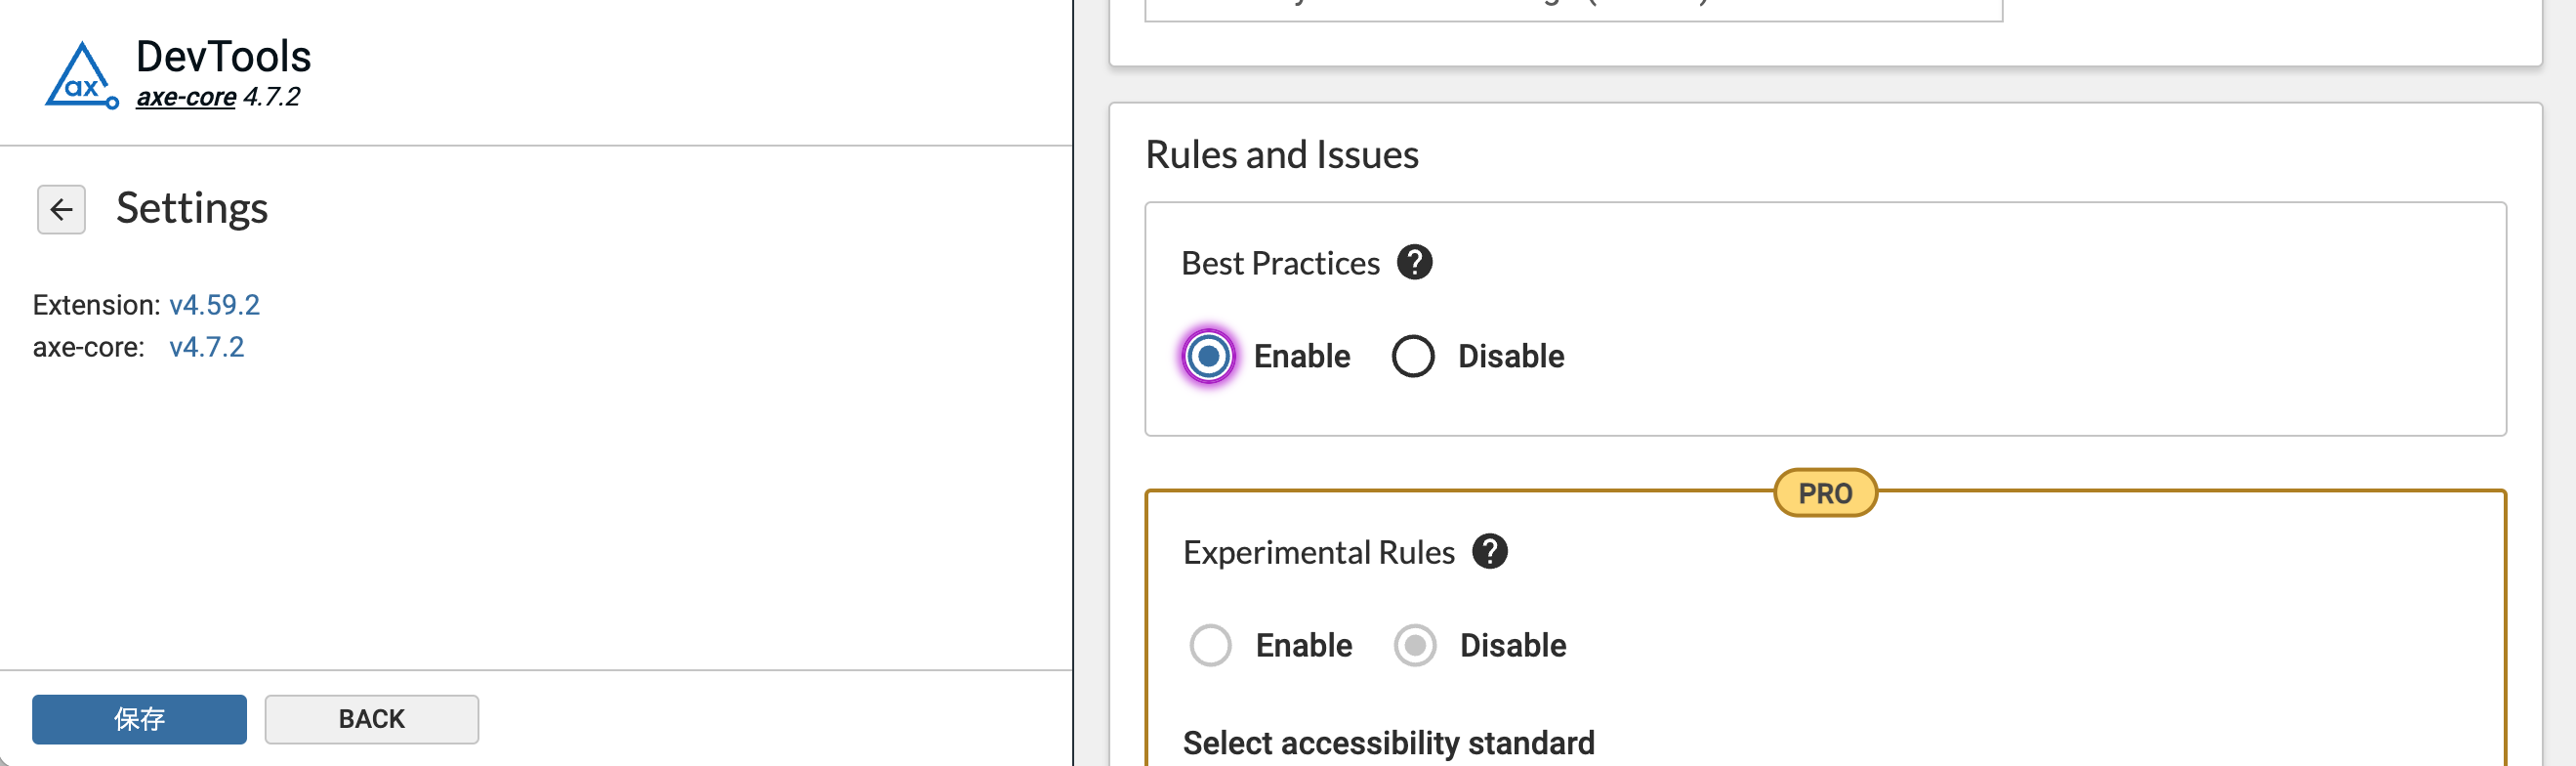 DevTools
axe-core 4.7.2
ax
Settings
Extension: v4.59.2
axe-core: v4.7.2
保存
BACK
Rules and Issues
Best Practices ?
Enable Disable
PRO
Experimental Rules ?
Enable Disable
Select accessibility standard